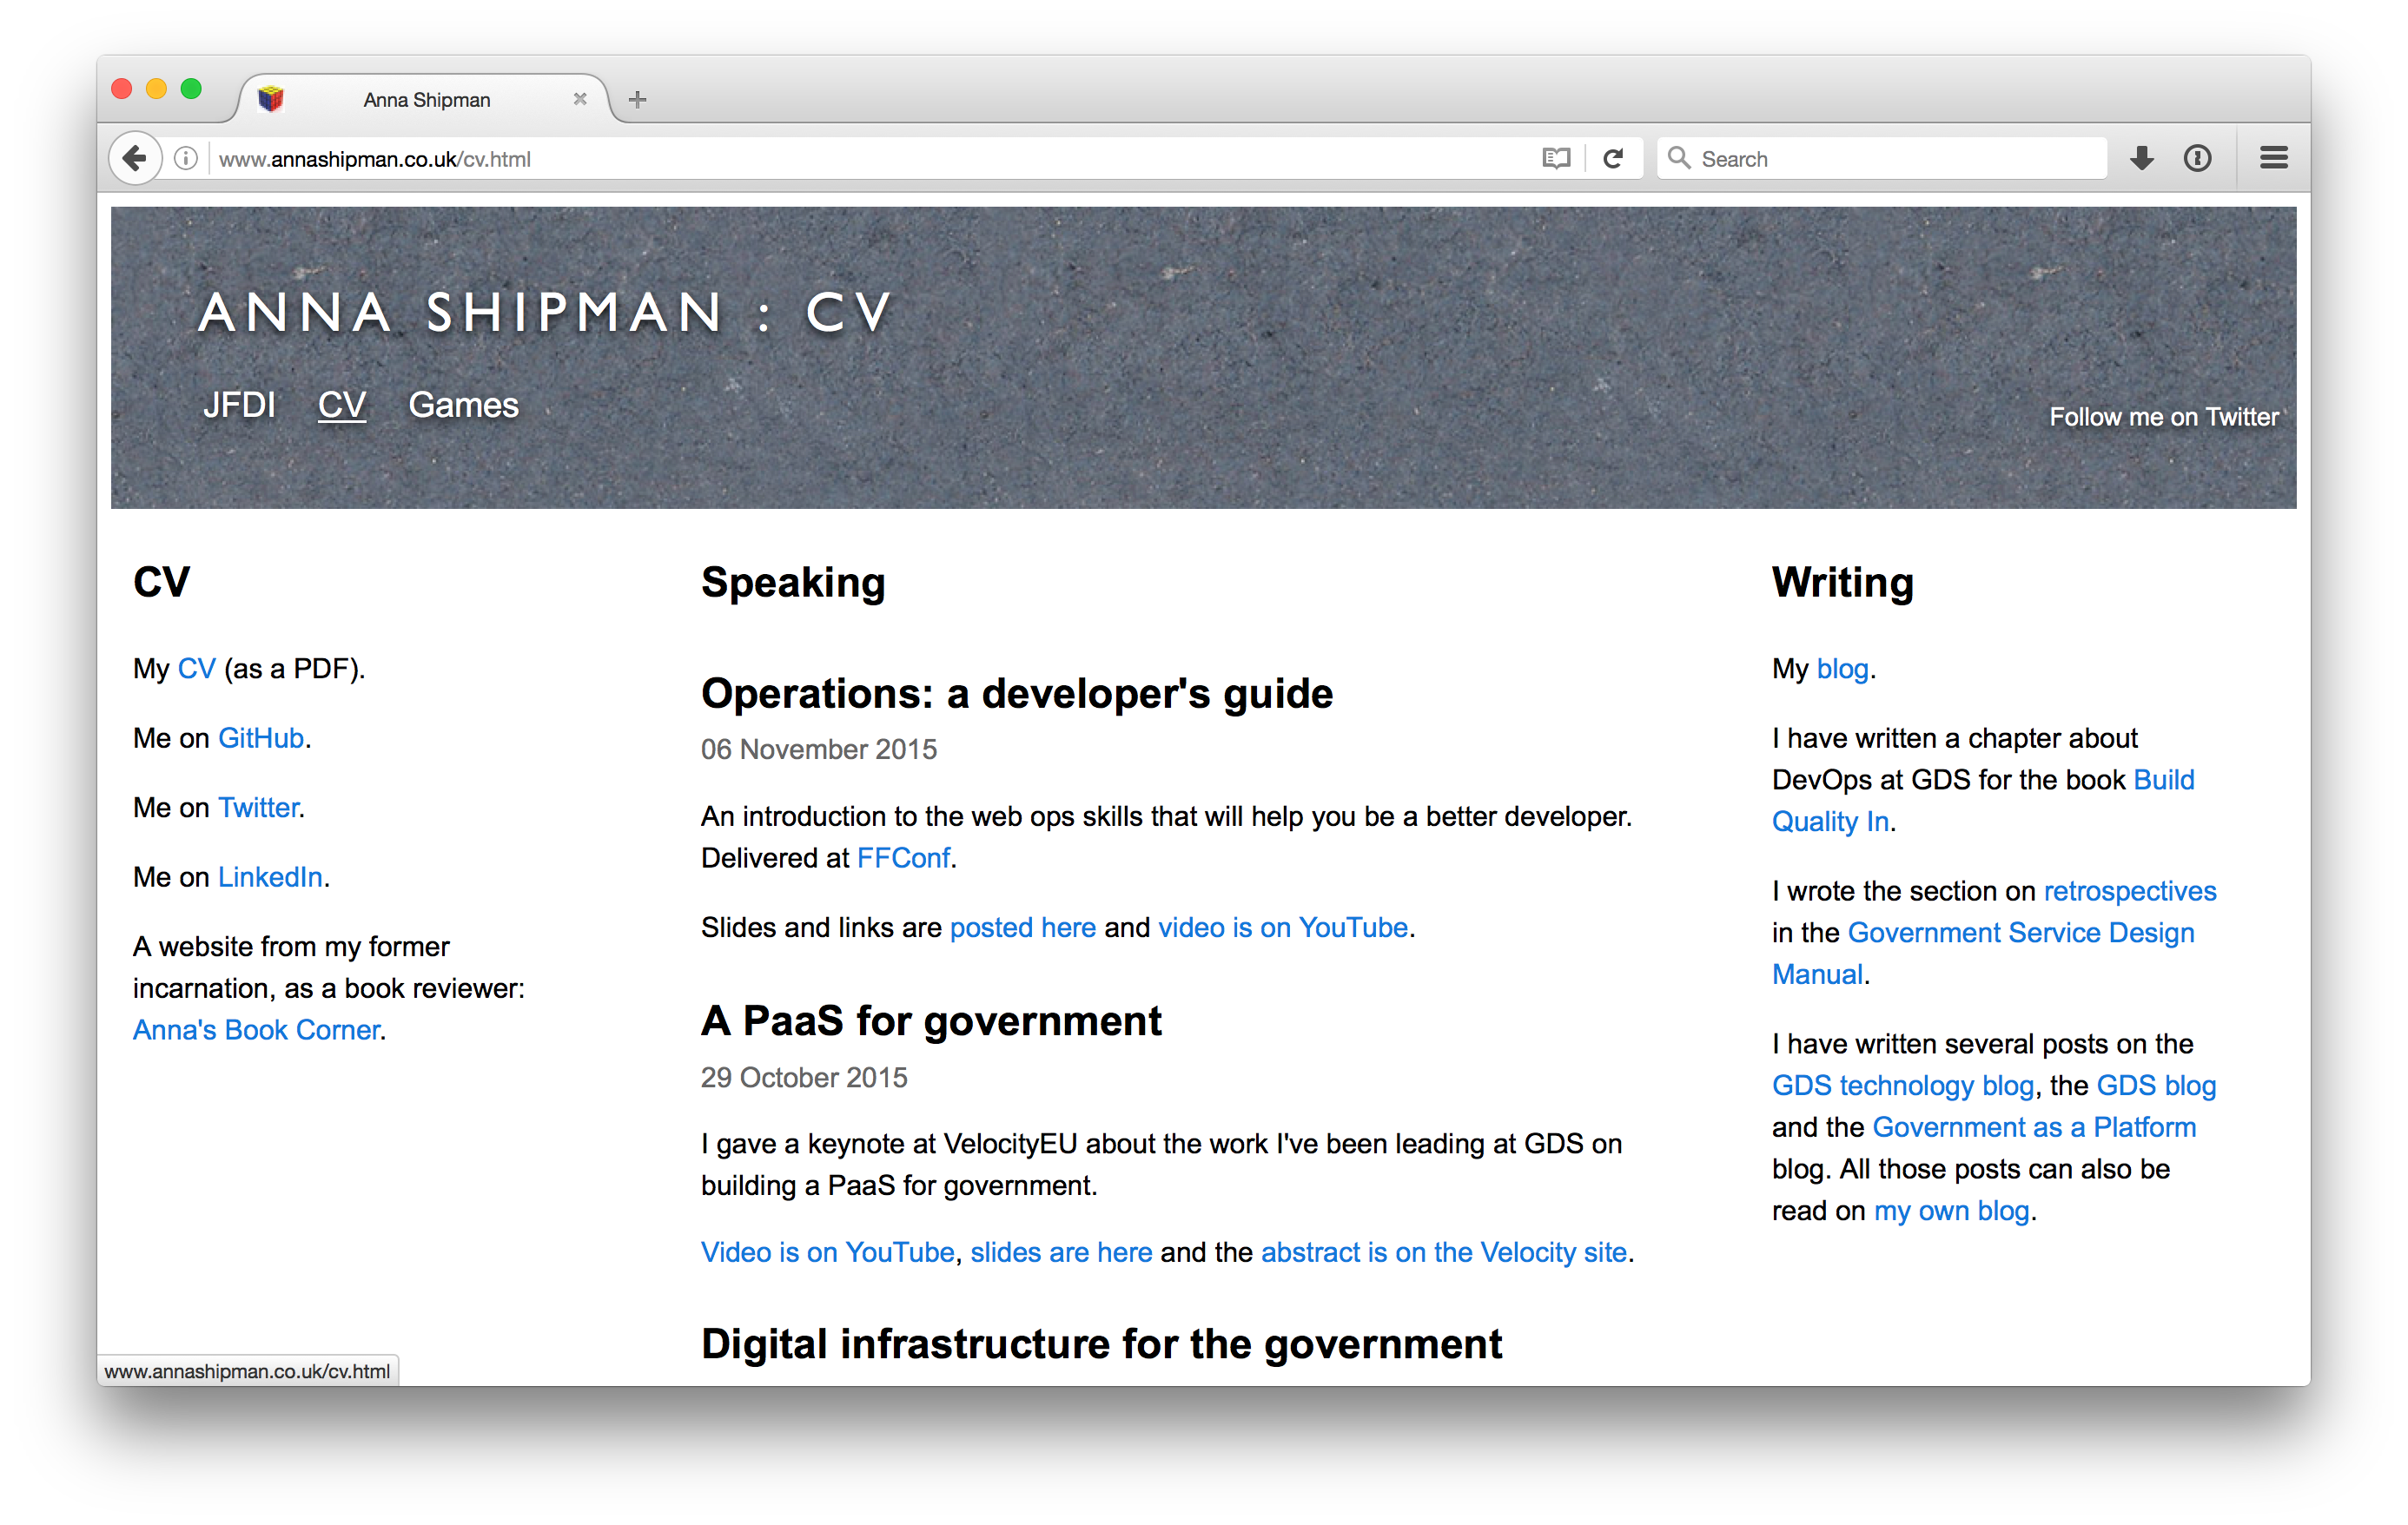 Anna Shipman
www.annashipman.co.uk/cv.html
Search
ANNA SHIPMAN : CV
JFDI CV Games
Follow me on Twitter
CV
My CV (as a PDF).
Me on GitHub.
Me on Twitter.
Me on LinkedIn.
A website from my former
incarnation, as a book reviewer:
Anna's Book Corner.
Speaking
Operations: a developer's guide
06 November 2015
An introduction to the web ops skills that will help you be a better developer.
Delivered at FFConf.
Slides and links are posted here and video is on YouTube.
A PaaS for government
29 October 2015
I gave a keynote at VelocityEU about the work I've been leading at GDS on
building a PaaS for government.
Video is on YouTube, slides are here and the abstract is on the Velocity site.
Digital infrastructure for the government
Writing
My blog.
I have written a chapter about
DevOps at GDS for the book Build
Quality In.
I wrote the section on retrospectives
in the Government Service Design
Manual.
I have written several posts on the
GDS technology blog, the GDS blog
and the Government as a Platform
blog. All those posts can also be
read on my own blog.
www.annashipman.co.uk/cv.html